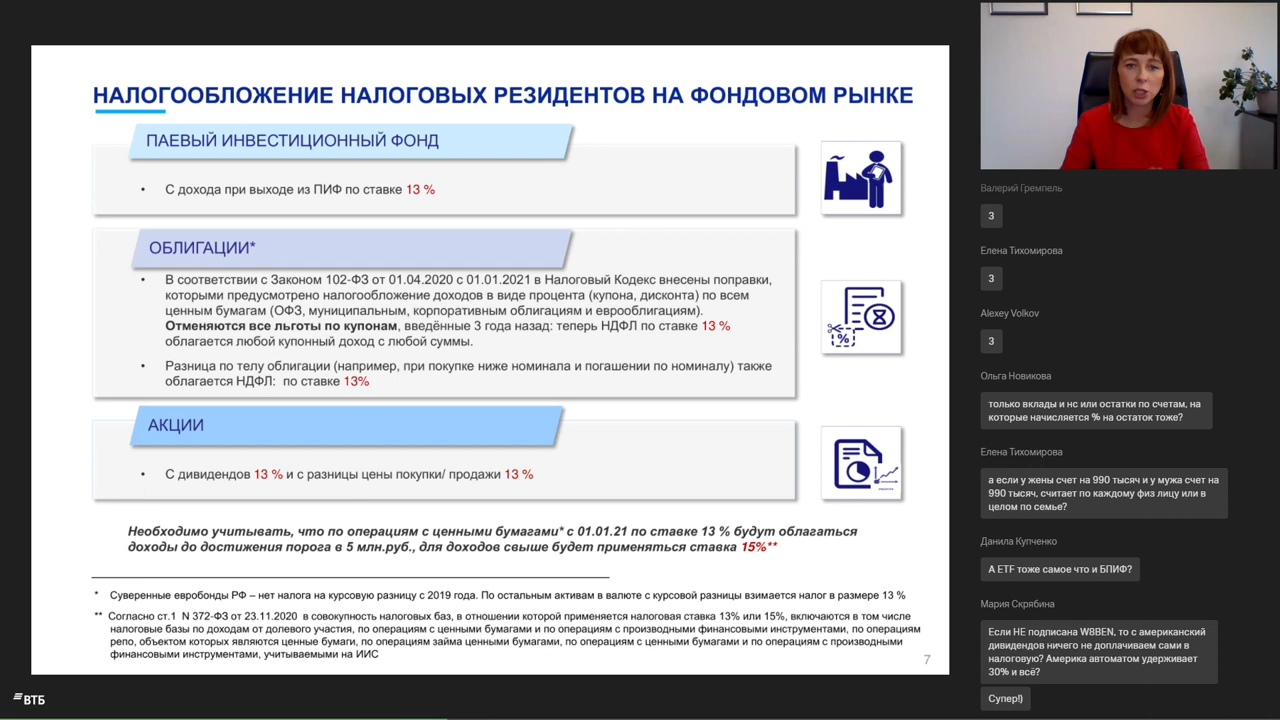 НАЛОГООБЛОЖЕНИЕ НАЛОГОВЫХ РЕЗИДЕНТОВ НА ФОНДОВОМ РЫНКЕ
ПАЕВЫЙ ИНВЕСТИЦИОННЫЙ ФОНД
• С дохода при выходе из ПИФ по ставке 13 %
ОБЛИГАЦИИ*
• В соответствии с Законом 102-ФЗ от 01.04.2020 с 01.01.2021 в Налоговый Кодекс внесены поправки,
которыми предусмотрено налогообложение доходов в виде процента (купона, дисконта) по всем
ценным бумагам (ОФЗ, муниципальным, корпоративным облигациям и еврооблигациям).
Отменяются все льготы по купонам, введённые 3 года назад: теперь НДФЛ по ставке 13 %
облагается любой купонный доход с любой суммы.
Разница по телу облигации (например, при покупке ниже номинала и погашении по номиналу) также
облагается НДФЛ: по ставке 13%
%
АКЦИИ
• С дивидендов 13 % и с разницы цены покупки/ продажи 13 %
Необходимо учитывать, что по операциям с ценными бумагами* с 01.01.21 по ставке 13 % будут облагаться
доходы до достижения порога в 5 млн.руб., для доходов свыше будет применяться ставка 15%**
* Суверенные евробонды РФ – нет налога на курсовую разницу с 2019 года. По остальным активам в валюте с курсовой разницы взимается налог в размере 13 %
** Согласно ст.1 N 372-ФЗ от 23.11.2020 в совокупность налоговых баз, в отношении которой применяется налоговая ставка 13% или 15%, включаются в том числе
налоговые базы по доходам от долевого участия, по операциям с ценными бумагами и по операциям с производными финансовыми инструментами, по операциям
репо, объектом которых являются ценные бумаги, по операциям займа ценными бумагами, по операциям с ценными бумагами и по операциям с производными
финансовыми инструментами, учитываемыми на ИИС
7
ВТБ
Валерий Гремпель
3
Елена Тихомирова
3
Alexey Volkov
3
Ольга Новикова
только вклады и нс или остатки по счетам, на
которые начисляется % на остаток тоже?
Елена Тихомирова
а если у жены счет на 990 тысяч и у мужа счет на
990 тысяч, считает по каждому физ лицу или в
целом по семье?
Данила Купченко
А ETF тоже самое что и БПИФ?
Мария Скрябина
Если НЕ подписана W8BEN, то с американский
дивидендов ничего не доплачиваем сами в
налоговую? Америка автоматом удерживает
30% и всё?
Супер!)